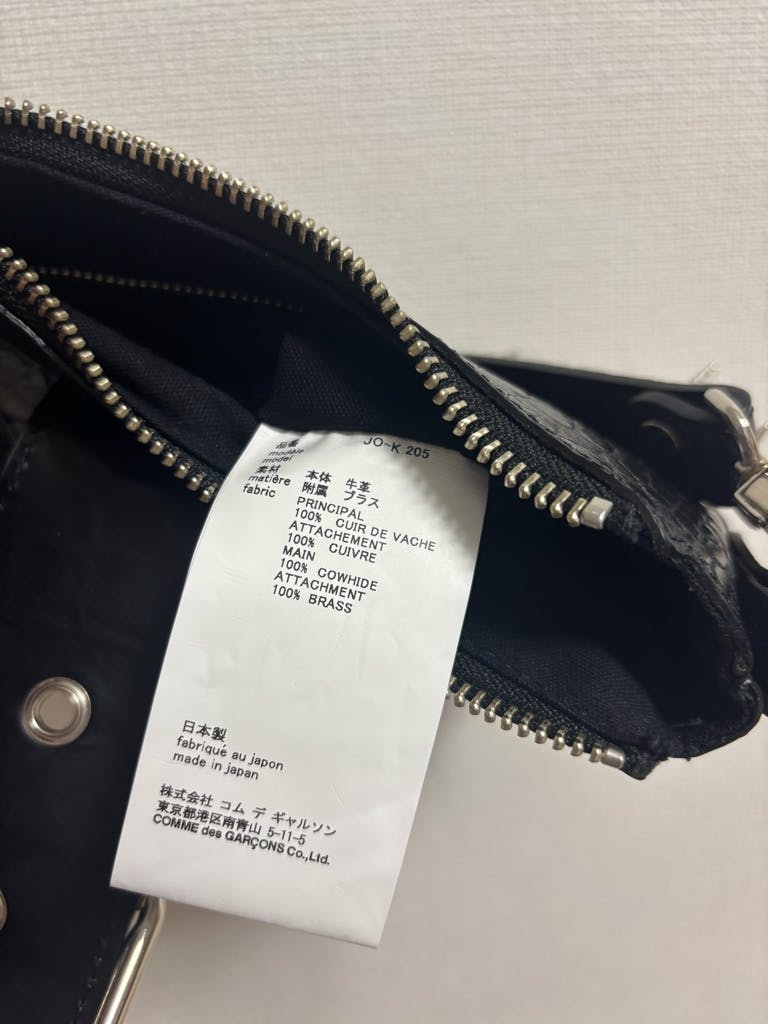 品番 JO-K 205
modèle
model
素材 本体 牛革
matière 附属 ブラス
fabric PRINCIPAL
100% CUIR DE VACHE
ATTACHEMENT
100% CUIVRE
MAIN
100% COWHIDE
ATTACHMENT
100% BRASS
日本製
fabriqué au japon
made in japan
株式会社 コム デ ギャルソン
東京都港区南青山 5-11-5
COMME des GARÇONS Co.,Ltd.